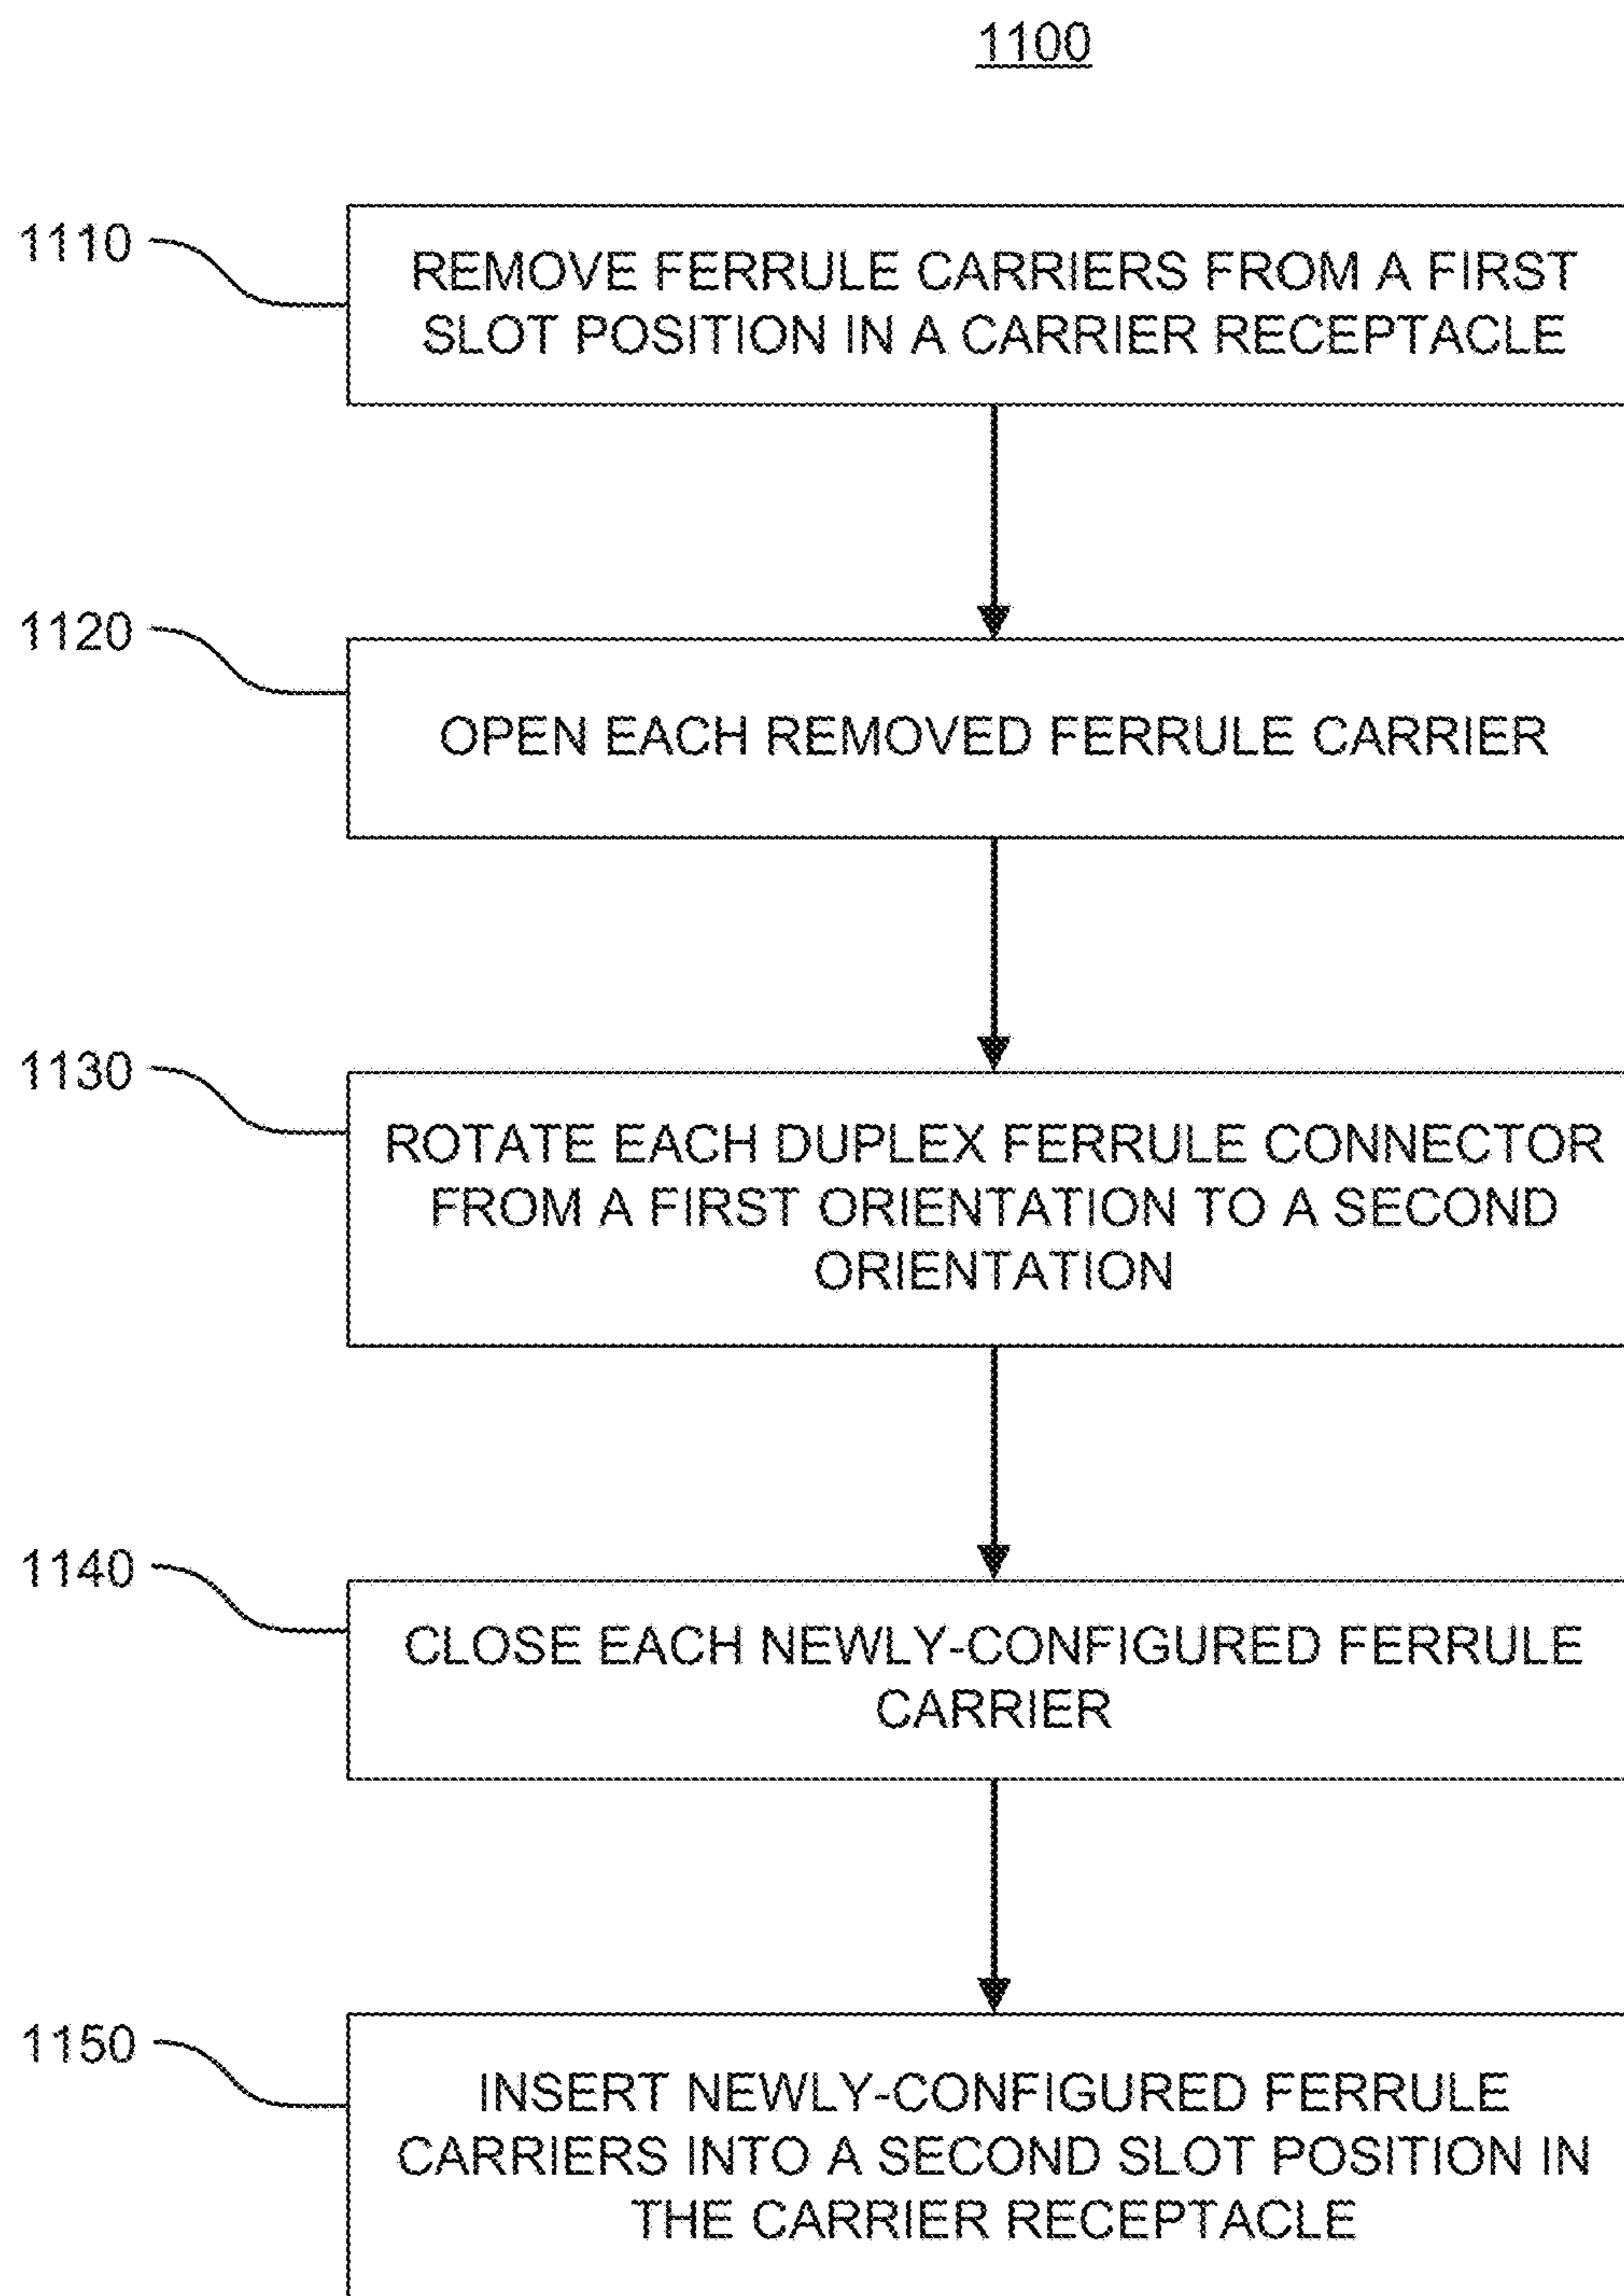 1100
1110
REMOVE FERRULE CARRIERS FROM A FIRST
SLOT POSITION IN A CARRIER RECEPTACLE
1120
OPEN EACH REMOVED FERRULE CARRIER
1130
ROTATE EACH DUPLEX FERRULE CONNECTOR
FROM A FIRST ORIENTATION TO A SECOND
ORIENTATION
1140
CLOSE EACH NEWLY-CONFIGURED FERRULE
CARRIER
1150
INSERT NEWLY-CONFIGURED FERRULE
CARRIERS INTO A SECOND SLOT POSITION IN
THE CARRIER RECEPTACLE